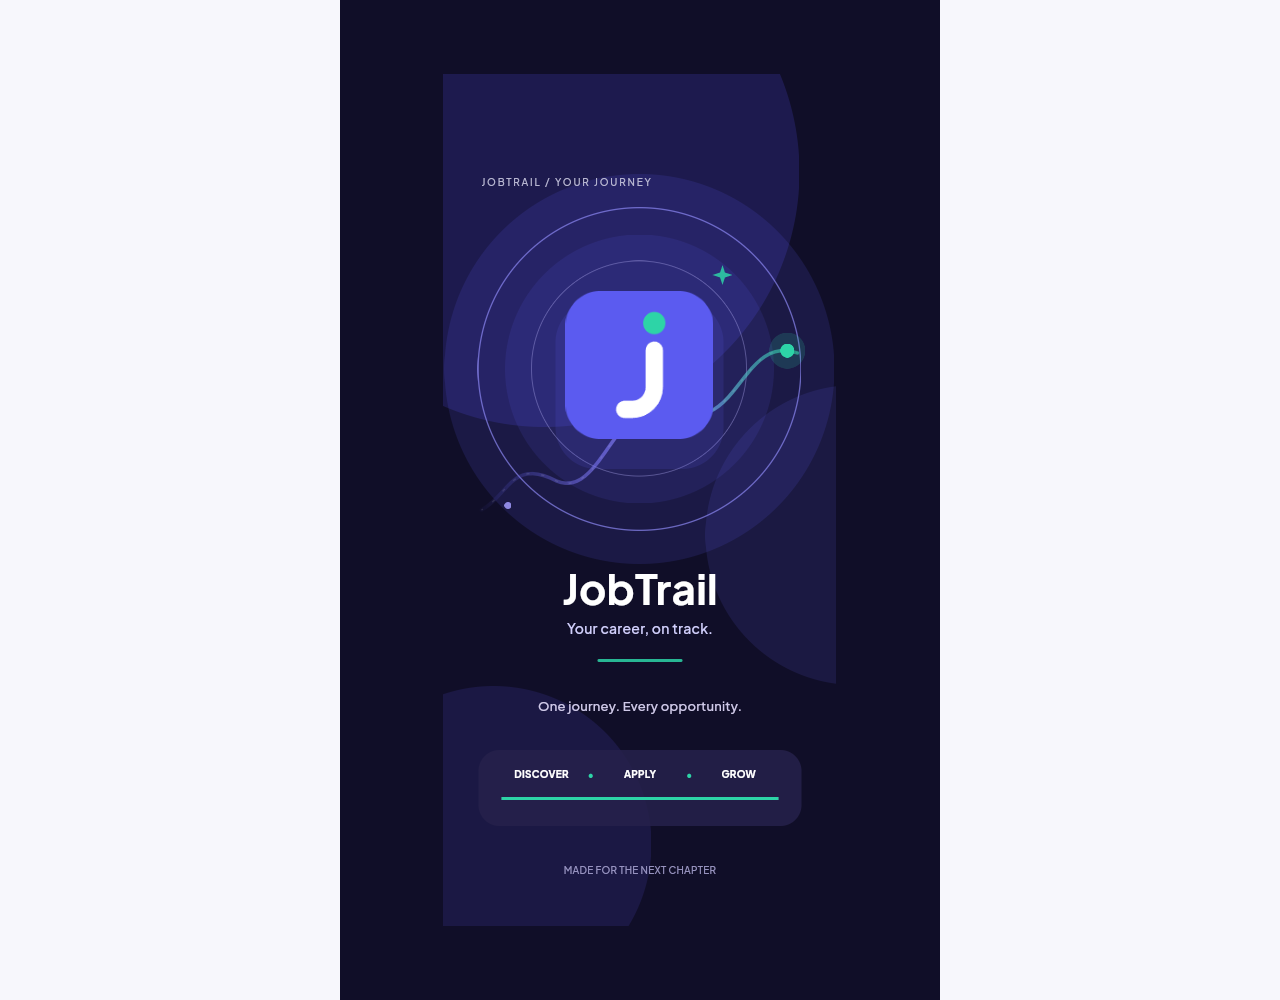 JOBTRAIL / YOUR JOURNEY
J
JobTrail
Your career, on track.
One journey. Every opportunity.
DISCOVER • APPLY • GROW
MADE FOR THE NEXT CHAPTER